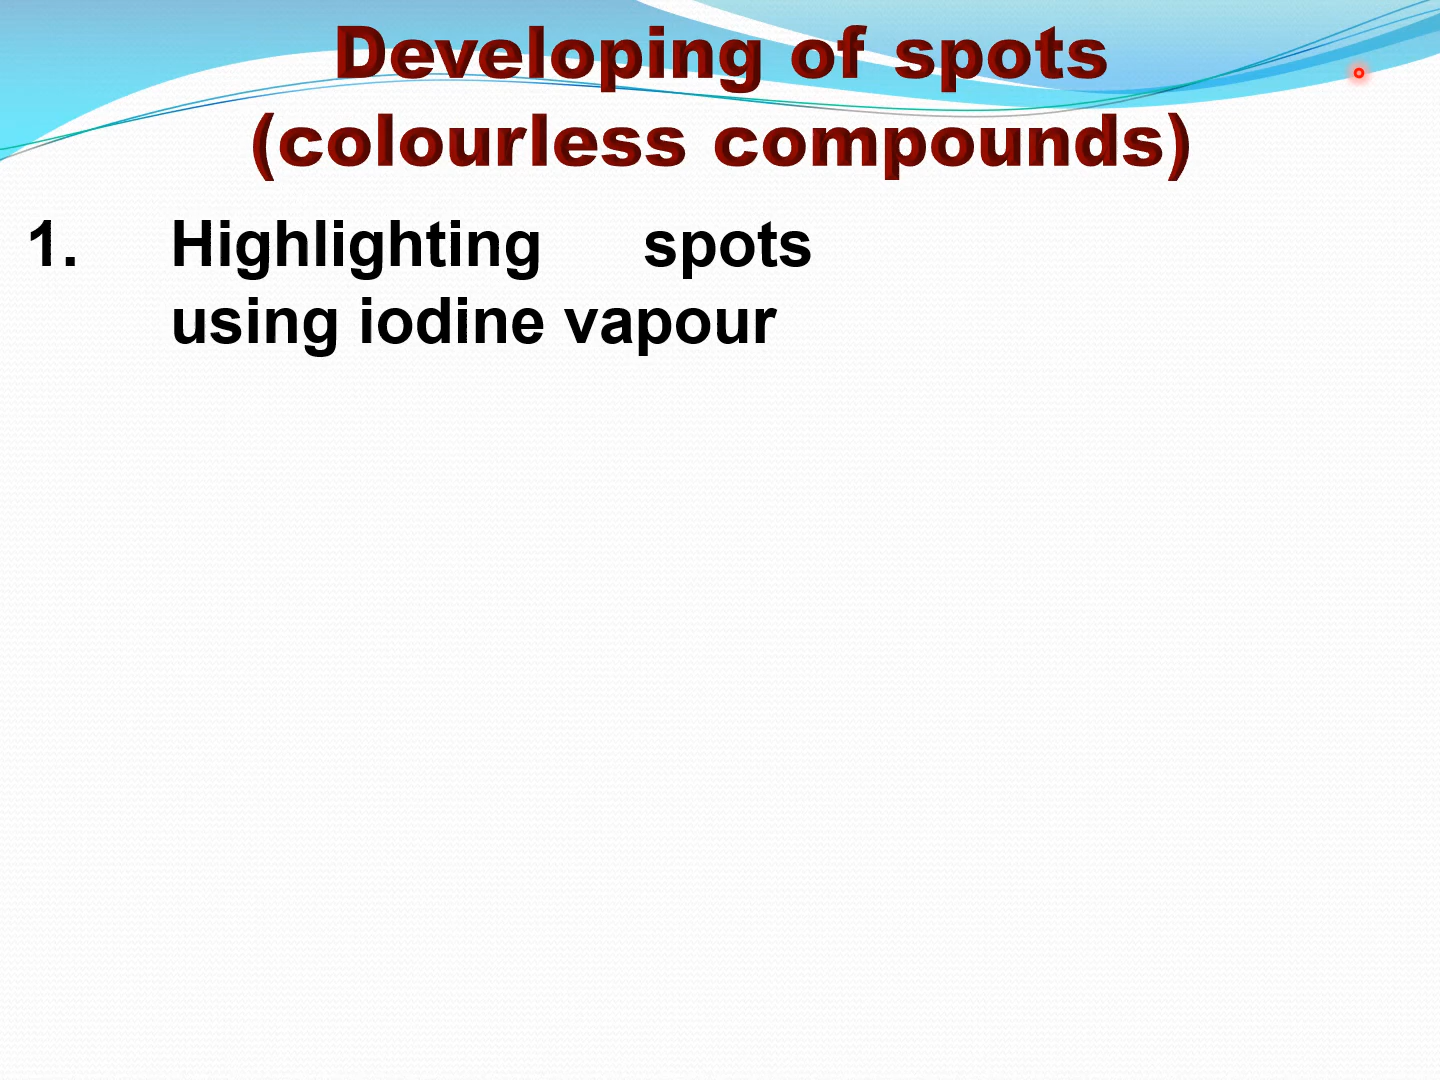 Developing of spots
(colourless compounds)
1. Highlighting spots
using iodine vapour